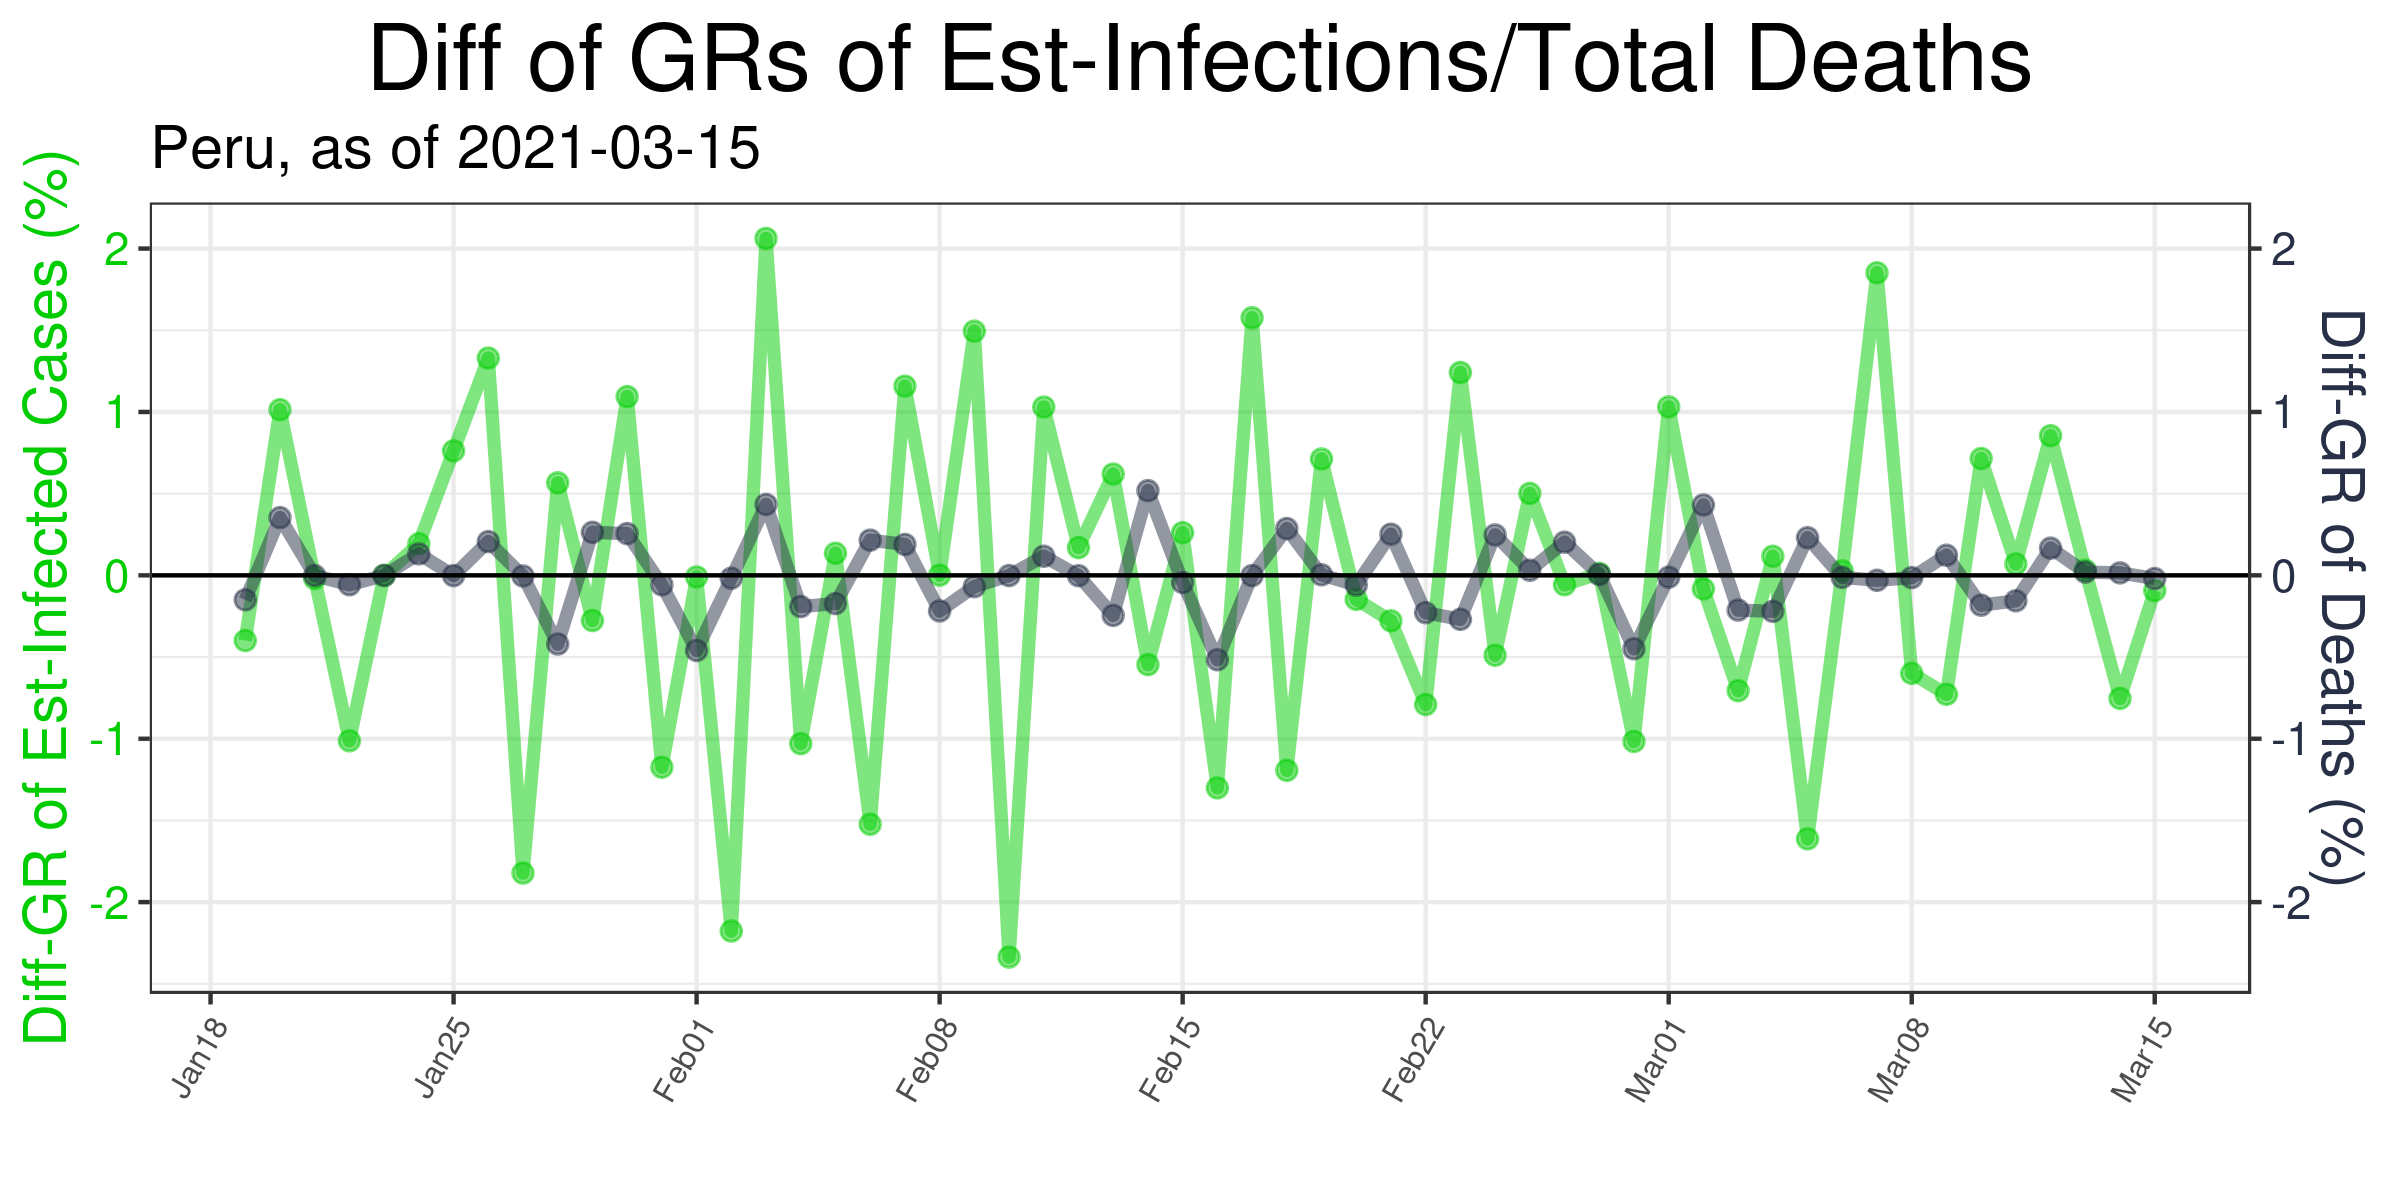 Diff of GRs of Est-Infections/Total Deaths
Peru, as of 2021-03-15
Diff-GR of Est-Infected Cases (%)
2
1
0
-1
-2
2
1
0
-1
-2
Diff-GR of Deaths (%)
Jan18
Jan25
Feb01
Feb08
Feb15
Feb22
Mar01
Mar08
Mar15